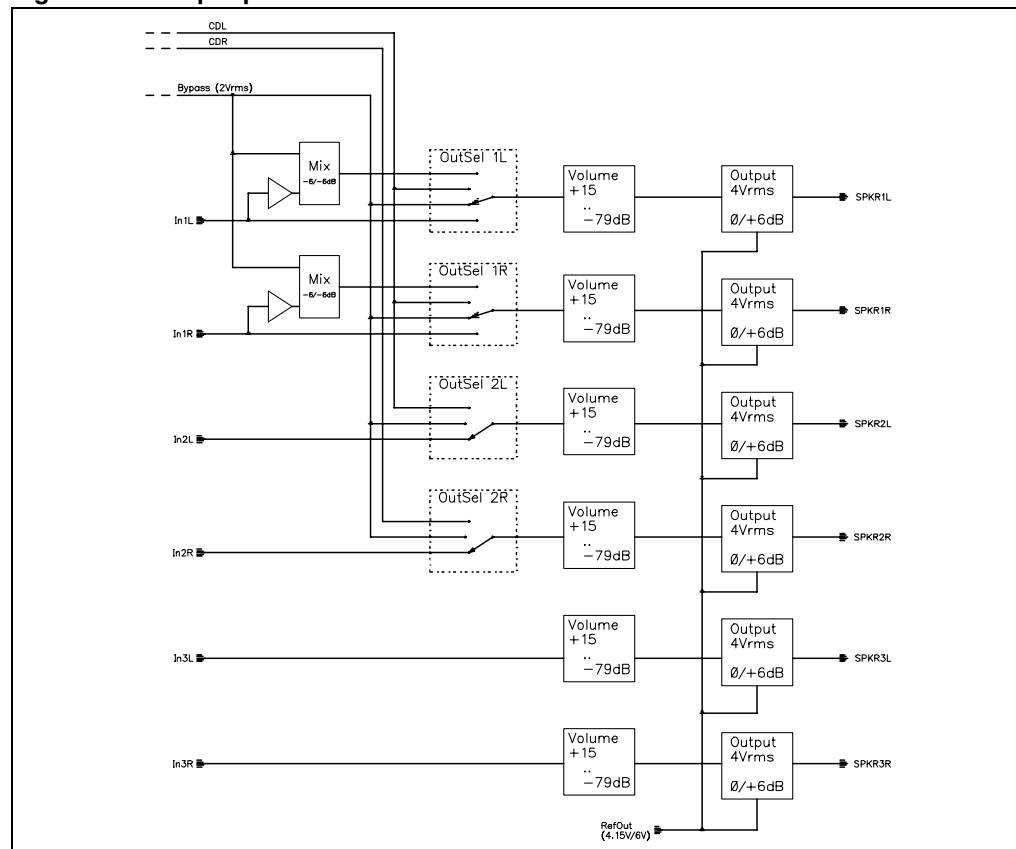 CDL
CDR
Bypass (2Vrms)
Mix
-6/-6dB
OutSel 1L
Volume
+15
..
-79dB
Output
4Vrms
Ø/+6dB
SPKR1L
In1L
Mix
-6/-6dB
OutSel 1R
Volume
+15
..
-79dB
Output
4Vrms
Ø/+6dB
SPKR1R
In1R
OutSel 2L
Volume
+15
..
-79dB
Output
4Vrms
Ø/+6dB
SPKR2L
In2L
OutSel 2R
Volume
+15
..
-79dB
Output
4Vrms
Ø/+6dB
SPKR2R
In2R
In3L
Volume
+15
..
-79dB
Output
4Vrms
Ø/+6dB
SPKR3L
In3R
Volume
+15
..
-79dB
Output
4Vrms
Ø/+6dB
SPKR3R
RefOut
(4.15V/6V)